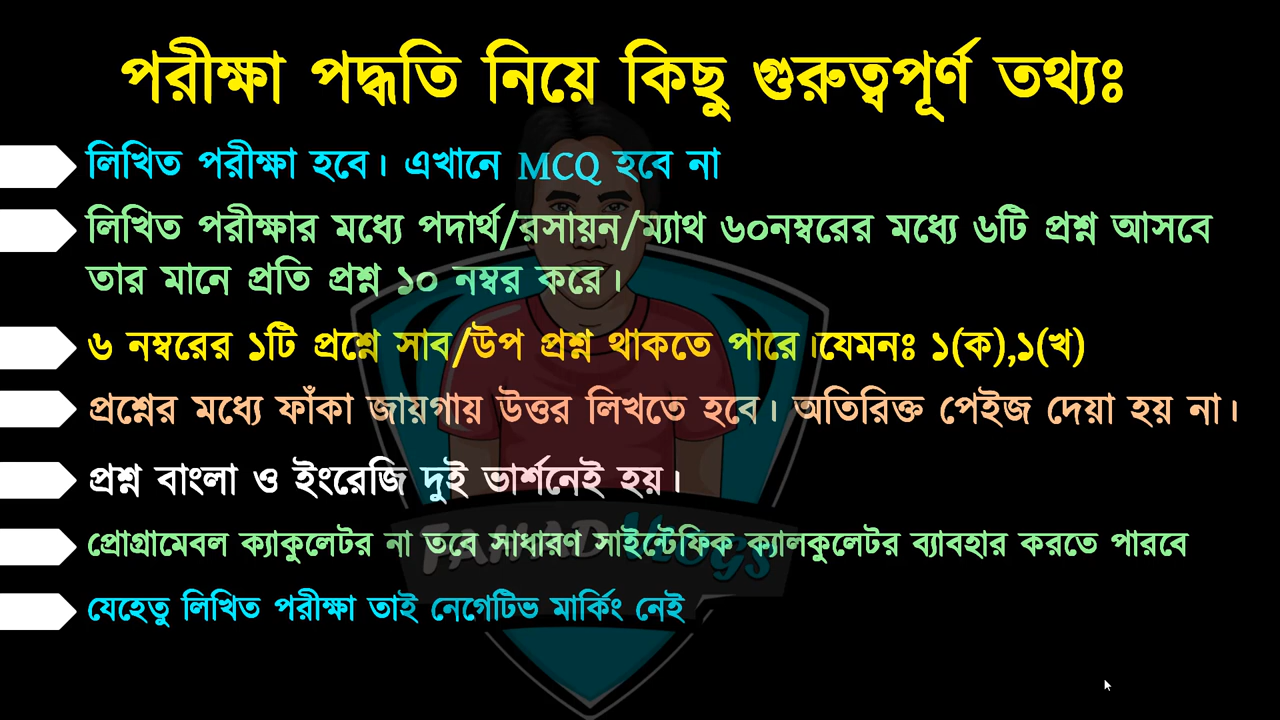 পরীক্ষা পদ্ধতি নিয়ে কিছু গুরুত্বপূর্ণ তথ্যঃ
লিখিত পরীক্ষা হবে। এখানে MCQ হবে না
লিখিত পরীক্ষার মধ্যে পদার্থ/রসায়ন/ম্যাথ ৬০নম্বরের মধ্যে ৬টি প্রশ্ন আসবে
তার মানে প্রতি প্রশ্ন ১০ নম্বর করে।
৬ নম্বরের ১টি প্রশ্নে সাব/উপ প্রশ্ন থাকতে পারে।যেমনঃ ১(ক),১(খ)
প্রশ্নের মধ্যে ফাঁকা জায়গায় উত্তর লিখতে হবে। অতিরিক্ত পেইজ দেয়া হয় না।
প্রশ্ন বাংলা ও ইংরেজি দুই ভার্শনেই হয়।
প্রোগ্রামেবল ক্যাকুলেটর না তবে সাধারণ সাইন্টেফিক ক্যালকুলেটর ব্যাবহার করতে পারবে
FAHAD VLOGS
যেহেতু লিখিত পরীক্ষা তাই নেগেটিভ মার্কিং নেই